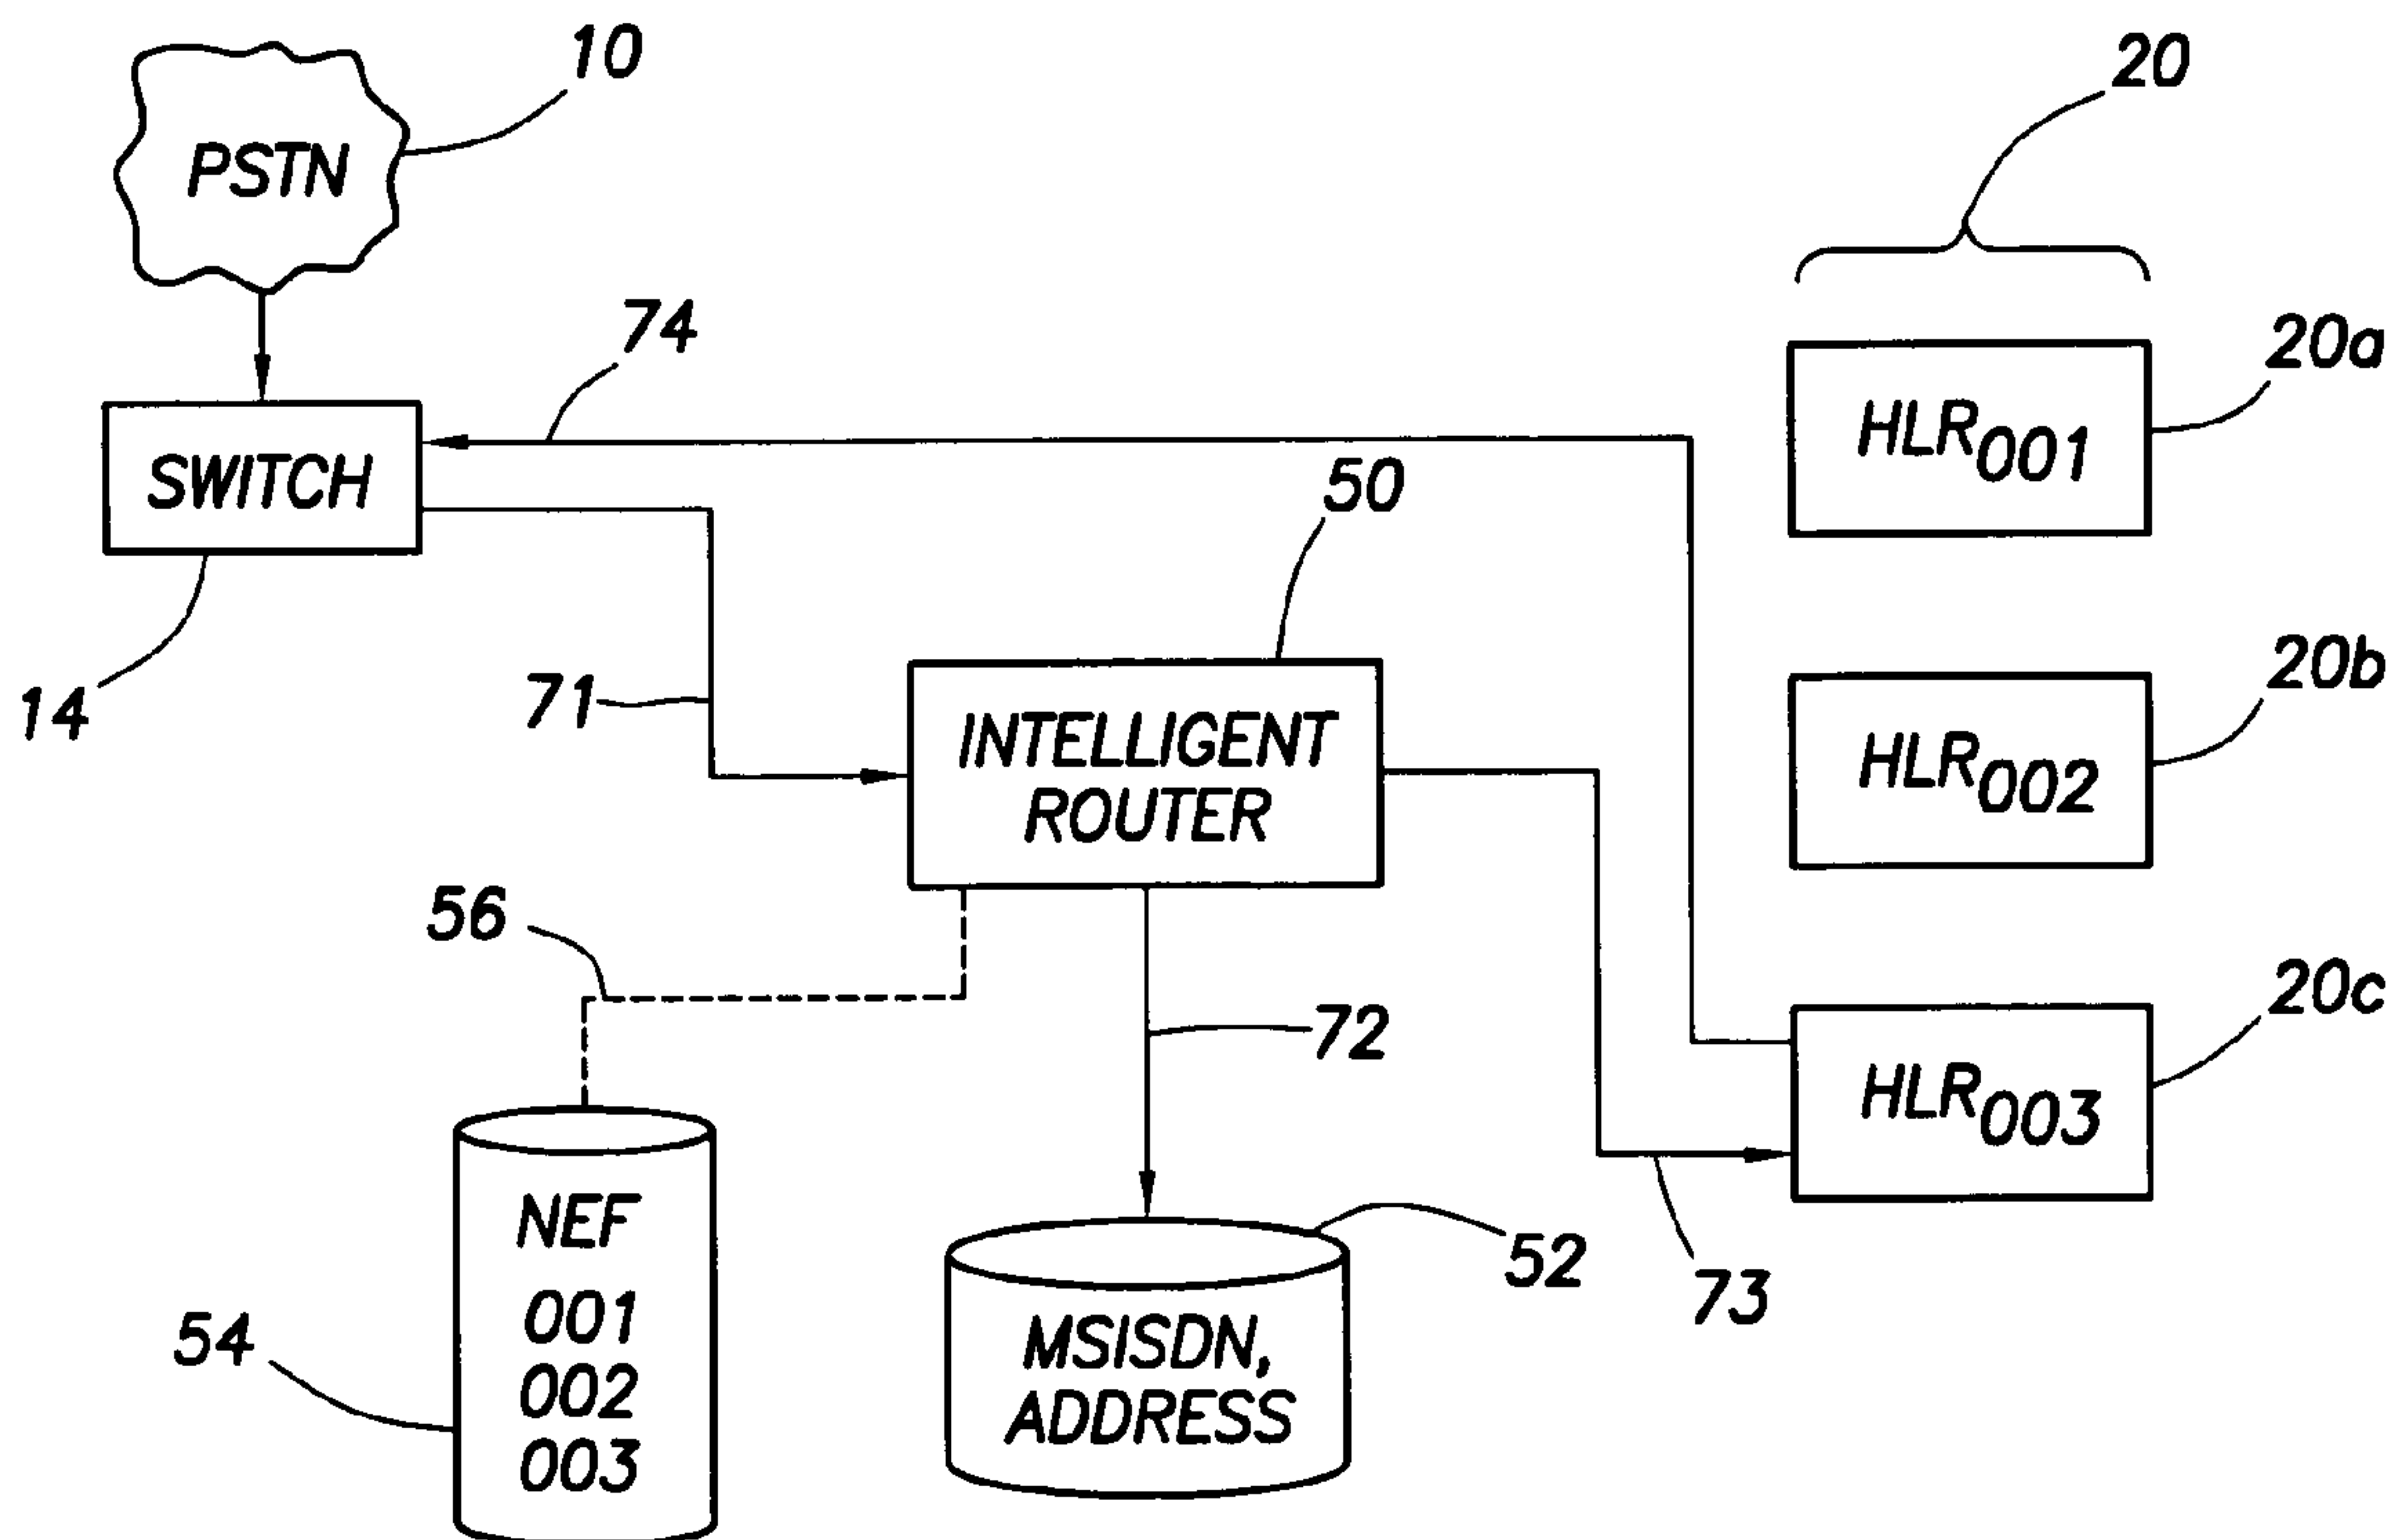 10
PSTN
20
74
20a
HLR001
SWITCH
50
14
71
INTELLIGENT
ROUTER
20b
HLR002
56
72
20c
HLR003
NEF
001
002
003
54
52
73
MSISDN,
ADDRESS